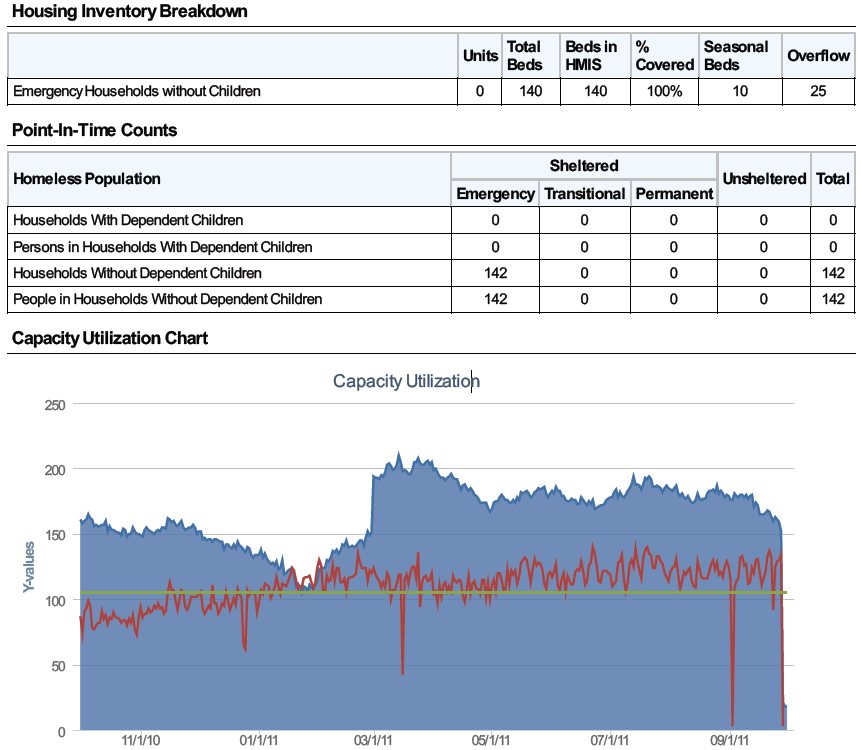 Housing Inventory Breakdown
Units Total Beds Beds in HMIS % Covered Seasonal Beds Overflow
Emergency Households without Children 0 140 140 100% 10 25
Point-In-Time Counts
Homeless Population Sheltered Unsheltered Total
Emergency Transitional Permanent
Households With Dependent Children 0 0 0 0 0
Persons in Households With Dependent Children 0 0 0 0 0
Households Without Dependent Children 142 0 0 0 142
People in Households Without Dependent Children 142 0 0 0 142
Capacity Utilization Chart
Capacity Utilization
250
200
150
100
50
0
Y-values
11/1/10 01/1/11 03/1/11 05/1/11 07/1/11 09/1/11